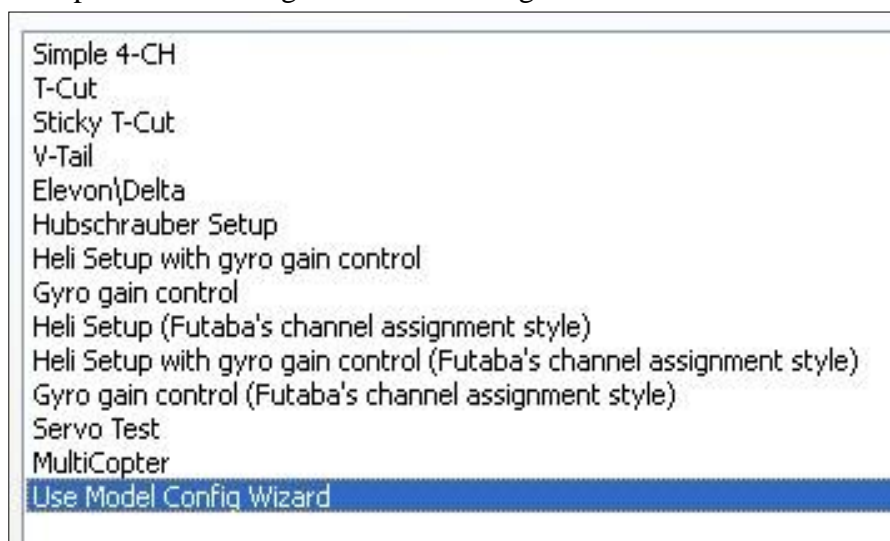 Simple 4-CH
T-Cut
Sticky T-Cut
V-Tail
Elevon\Delta
Hubschrauber Setup
Heli Setup with gyro gain control
Gyro gain control
Heli Setup (Futaba's channel assignment style)
Heli Setup with gyro gain control (Futaba's channel assignment style)
Gyro gain control (Futaba's channel assignment style)
Servo Test
MultiCopter
Use Model Config Wizard